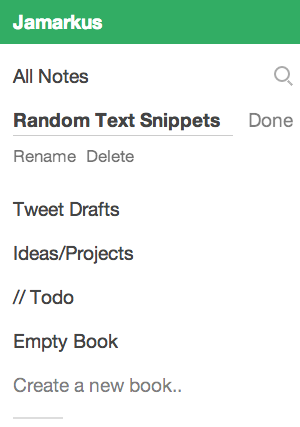 Jamarkus
All Notes
Random Text Snippets Done
Rename Delete
Tweet Drafts
Ideas/Projects
// Todo
Empty Book
Create a new book..